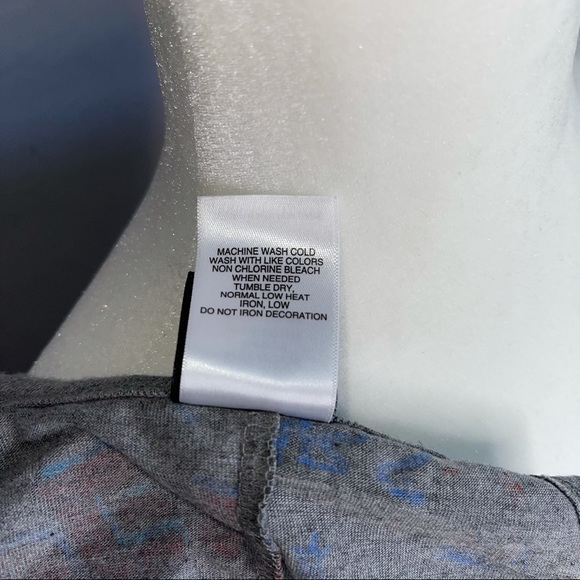 MACHINE WASH COLD
WASH WITH LIKE COLORS
NON CHLORINE BLEACH
WHEN NEEDED
TUMBLE DRY,
NORMAL LOW HEAT
IRON, LOW
DO NOT IRON DECORATION